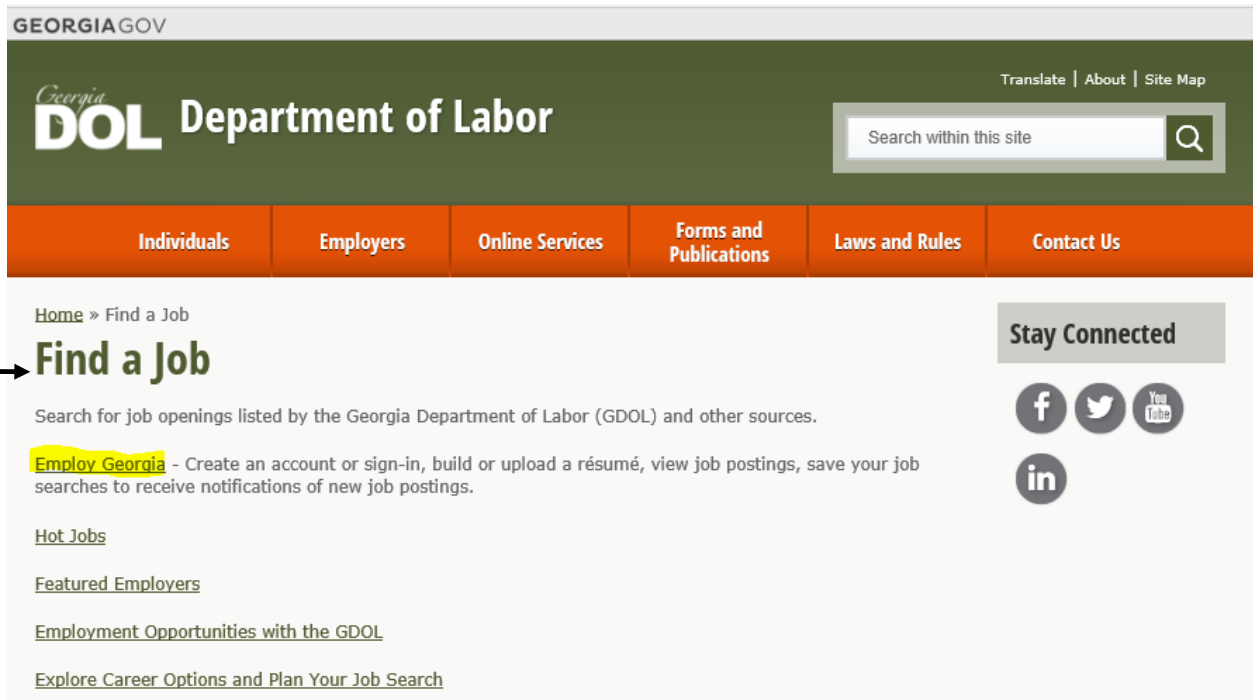 GEORGIAGOV
Translate | About | Site Map
Georgia
DOL Department of Labor
Search within this site
Individuals
Employers
Online Services
Forms and
Publications
Laws and Rules
Contact Us
Home » Find a Job
Find a Job
Search for job openings listed by the Georgia Department of Labor (GDOL) and other sources.
Employ Georgia - Create an account or sign-in, build or upload a résumé, view job postings, save your job
searches to receive notifications of new job postings.
Hot Jobs
Featured Employers
Employment Opportunities with the GDOL
Explore Career Options and Plan Your Job Search
Stay Connected
f
You
Tube
in